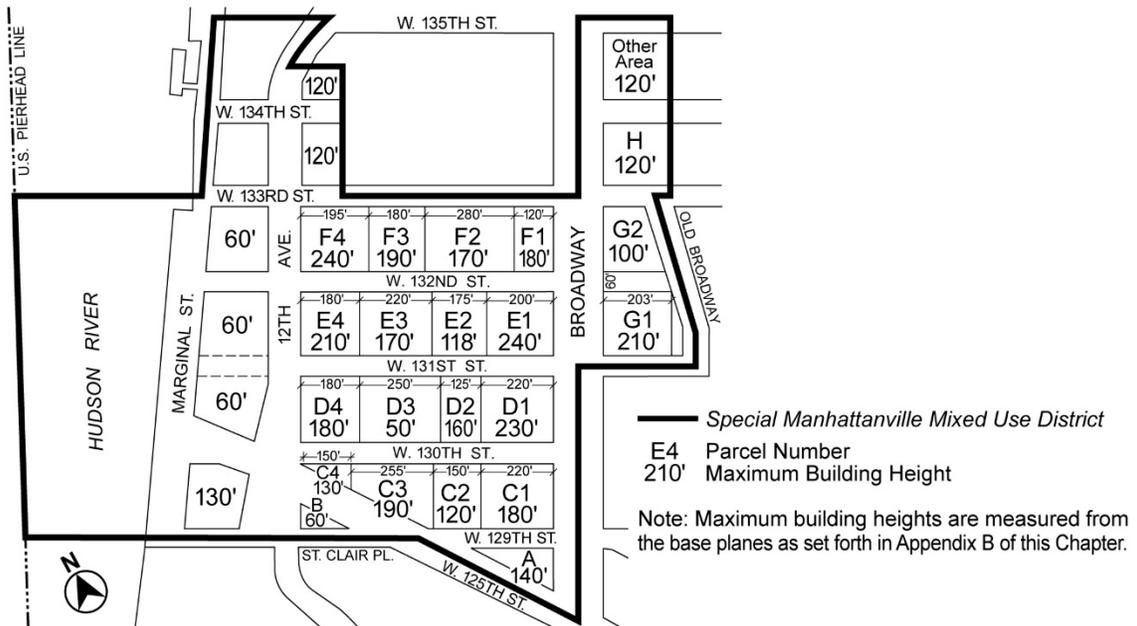 U.S. PIERHEAD LINE
W. 135TH ST.
Other
Area
120'
120'
W. 134TH ST.
120'
H
120'
W. 133RD ST.
60'
AVE.
195'
180'
280'
120'
F4
240'
F3
190'
F2
170'
F1
180'
BROADWAY
G2
100'
OLD BROADWAY
W. 132ND ST.
60'
HUDSON RIVER
MARGINAL ST.
60'
12TH
180'
220'
175'
200'
E4
210'
E3
170'
E2
118'
E1
240'
203'
G1
210'
W. 131ST ST.
60'
180'
250'
125'
220'
D4
180'
D3
50'
D2
160'
D1
230'
W. 130TH ST.
130'
150'
255'
150'
220'
C4
130'
C3
190'
C2
120'
C1
180'
B
60'
W. 129TH ST.
ST. CLAIR PL.
A
140'
W. 125TH ST.
N
Special Manhattanville Mixed Use District
E4 Parcel Number
210' Maximum Building Height
Note: Maximum building heights are measured from
the base planes as set forth in Appendix B of this Chapter.